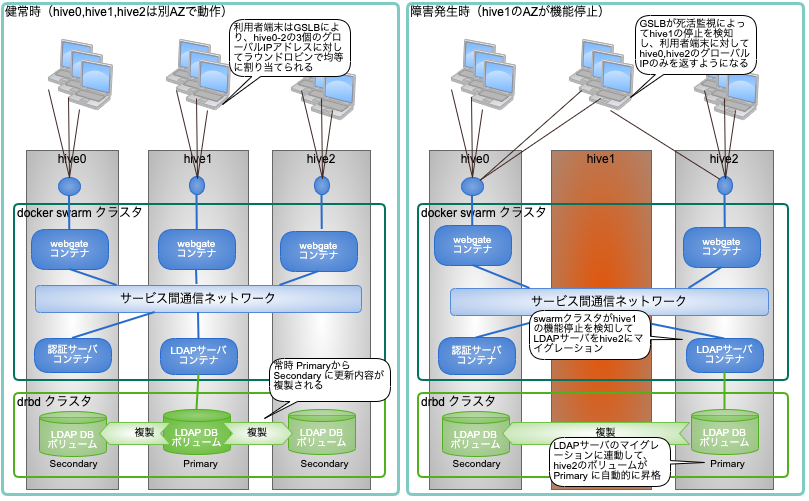 健常時（hive0,hive1,hive2は別AZで動作）
利用者端末はGSLBによ
り、hive0-2の3個のグロ
ーバルIPアドレスに対し
てラウンドロビンで均等
に割り当てられる
hive0
hive1
hive2
docker swarm クラスタ
webgate
コンテナ
webgate
コンテナ
webgate
コンテナ
サービス間通信ネットワーク
認証サーバ
コンテナ
LDAPサーバ
コンテナ
常時 Primaryから
Secondary に更新内容が
複製される
drbd クラスタ
LDAP DB
ボリューム
複製
LDAP DB
ボリューム
複製
LDAP DB
ボリューム
Secondary
Primary
Secondary
障害発生時（hive1のAZが機能停止）
GSLBが死活監視によっ
てhive1の停止を検知
し、利用者端末に対して
hive0,hive2のグローバル
IPのみを返すようになる
hive0
hive1
hive2
docker swarm クラスタ
webgate
コンテナ
webgate
コンテナ
サービス間通信ネットワーク
swarmクラスタがhive1
の機能停止を検知して
LDAPサーバをhive2にマ
イグレーション
認証サーバ
コンテナ
LDAPサーバ
コンテナ
drbd クラスタ
LDAP DB
ボリューム
複製
LDAP DB
ボリューム
LDAPサーバのマイグレ
ーションに連動して、
hive2のボリュームが
Primary に自動的に昇格
Secondary
Primary